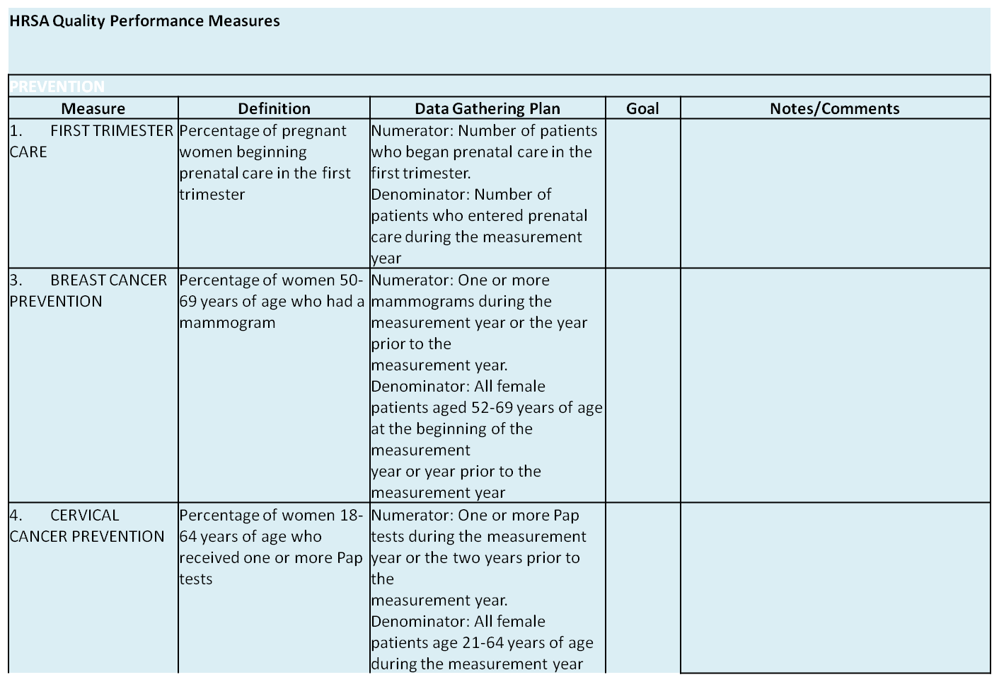 HRSA Quality Performance Measures
PREVENTION
Measure
Definition
Data Gathering Plan
Goal
Notes/Comments
1. FIRST TRIMESTER
CARE
Percentage of pregnant
women beginning
prenatal care in the first
trimester
Numerator: Number of patients
who began prenatal care in the
first trimester.
Denominator: Number of
patients who entered prenatal
care during the measurement
year
3. BREAST CANCER
PREVENTION
Percentage of women 50-
69 years of age who had a
mammogram
Numerator: One or more
mammograms during the
measurement year or the year
prior to the
measurement year.
Denominator: All female
patients aged 52-69 years of age
at the beginning of the
measurement
year or year prior to the
measurement year
4. CERVICAL
CANCER PREVENTION
Percentage of women 18-
64 years of age who
received one or more Pap
tests
Numerator: One or more Pap
tests during the measurement
year or the two years prior to
the
measurement year.
Denominator: All female
patients age 21-64 years of age
during the measurement year